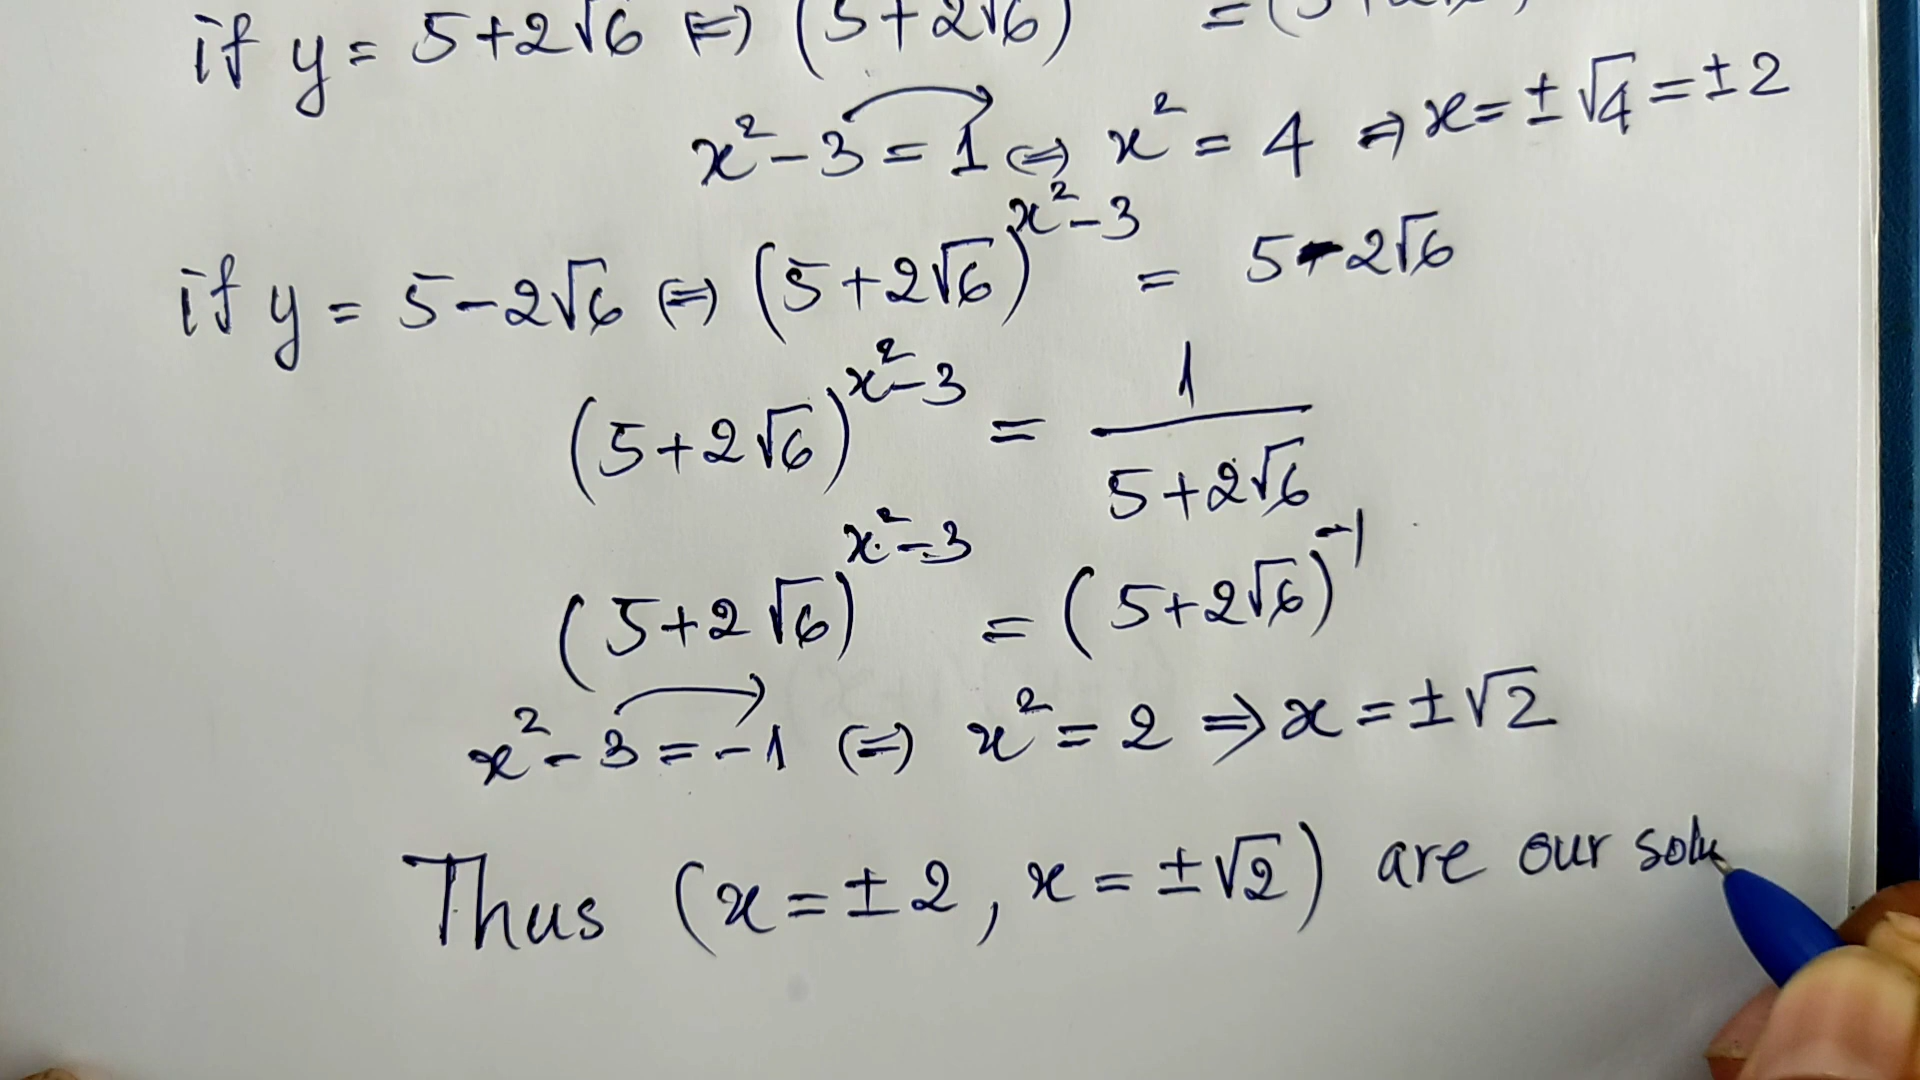 if y = 5+2√6 ⇔ (5+2√6) =(5+2√
x²-3=1 ⇔ x²=4 ⇒ x=±√4=±2
if y = 5-2√6 ⇔ (5+2√6)^(x²-3) = 5-2√6
(5+2√6)^(x²-3) = 1/(5+2√6)
(5+2√6)^(x²-3) = (5+2√6)^(-1)
x²-3=-1 ⇔ x²=2 ⇒ x=±√2
Thus (x=±2, x=±√2) are our solu